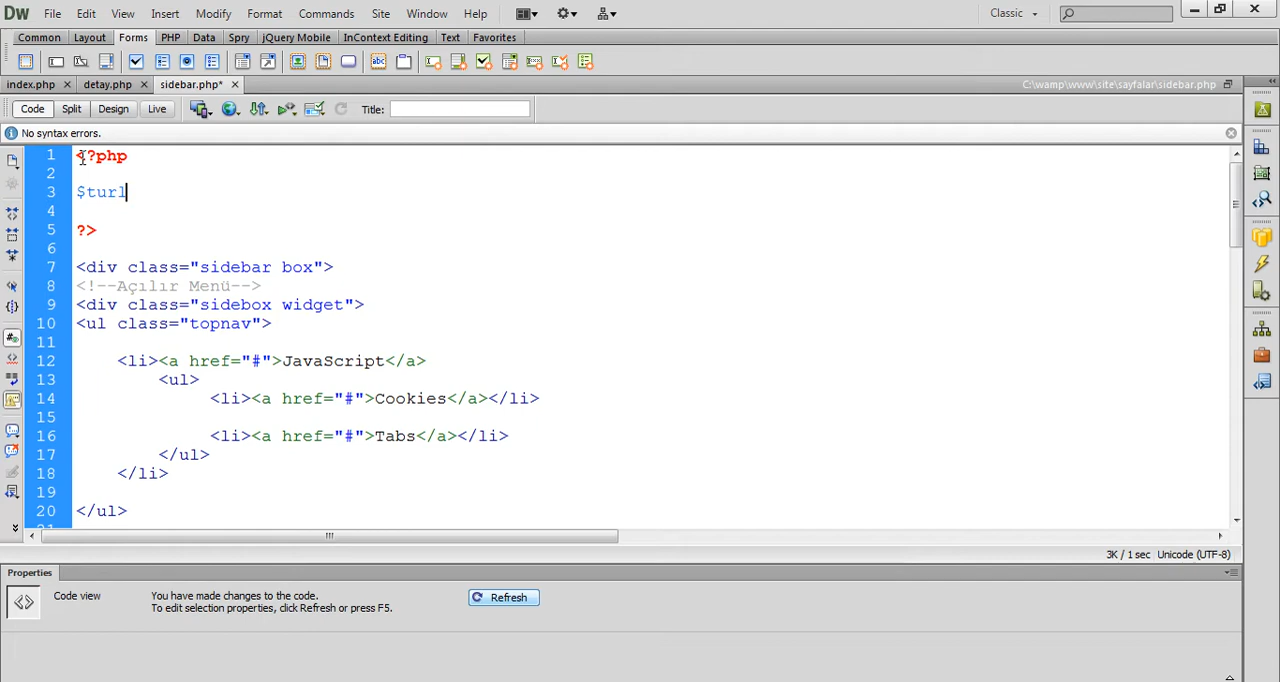 Dw File Edit View Insert Modify Format Commands Site Window Help Classic
Common Layout Forms PHP Data Spry jQuery Mobile InContext Editing Text Favorites
index.php detay.php sidebar.php* C:\wamp\www\site\sayfalar\sidebar.php
Code Split Design Live Title:
No syntax errors.
1 <?php
2
3 $turl
4
5 ?>
6
7 <div class="sidebar box">
8 <!--Açılır Menü-->
9 <div class="sidebox widget">
10 <ul class="topnav">
11
12 <li><a href="#">JavaScript</a>
13 <ul>
14 <li><a href="#">Cookies</a></li>
15
16 <li><a href="#">Tabs</a></li>
17 </ul>
18 </li>
19
20 </ul>
21
3K / 1 sec Unicode (UTF-8)
Properties
Code view You have made changes to the code. Refresh
To edit selection properties, click Refresh or press F5.